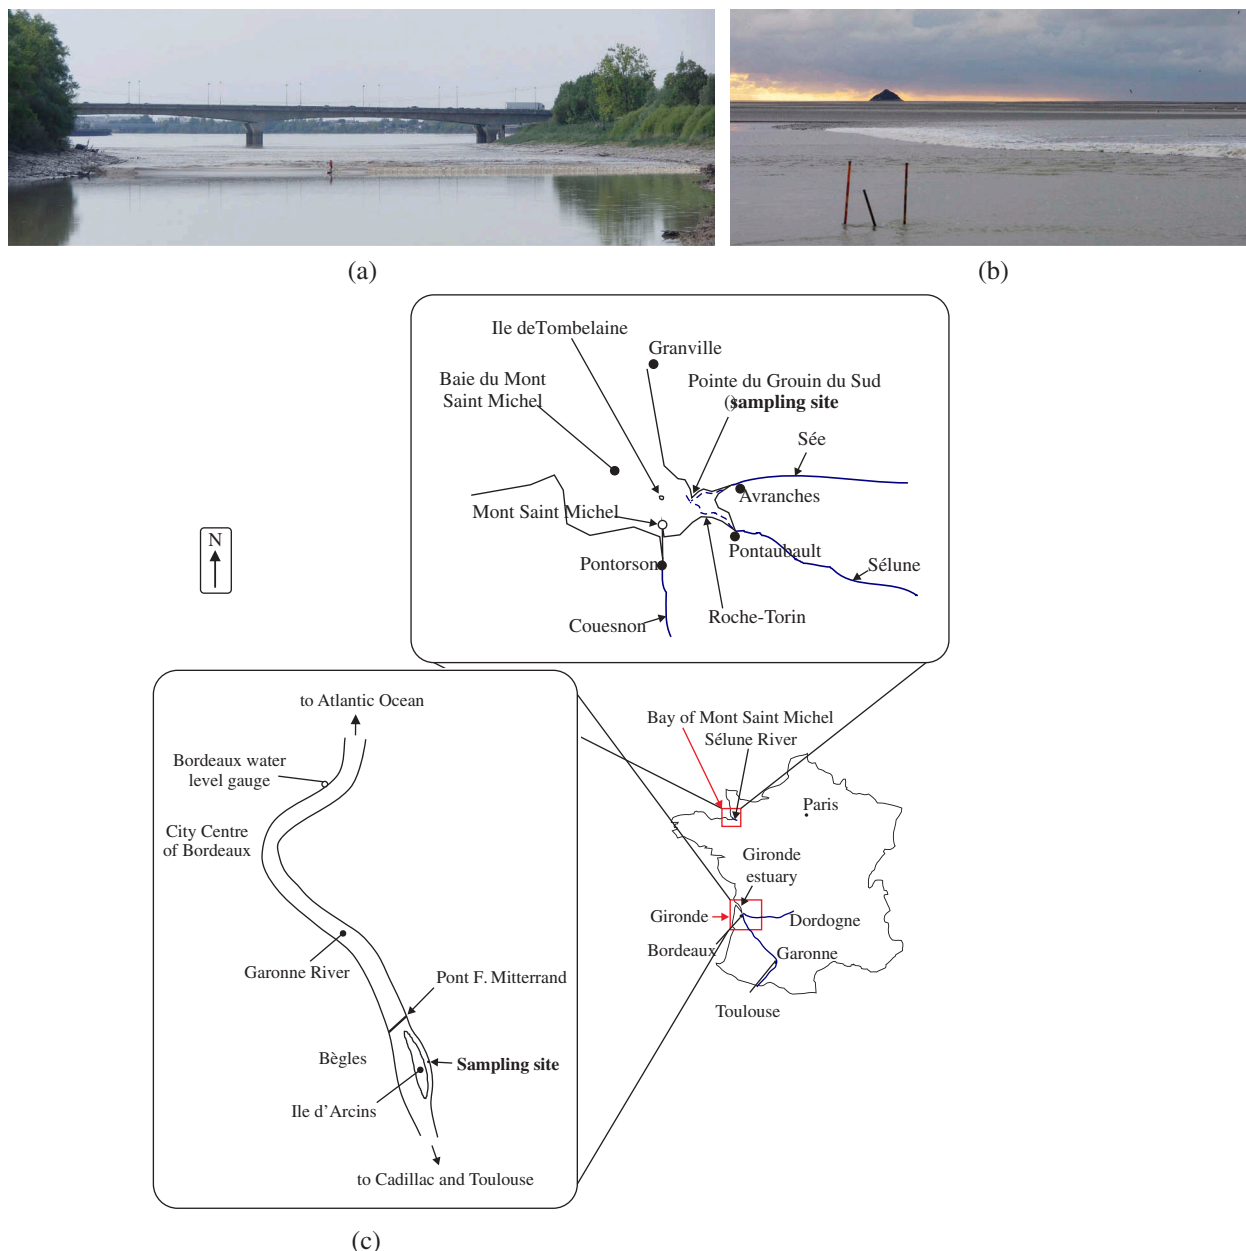 (a)
(b)
Ile deTombelaine
Granville
Baie du Mont
Saint Michel
Pointe du Grouin du Sud
()sampling site
Sée
Avranches
Mont Saint Michel
Pontaubault
Pontorson
Sélune
Roche-Torin
Couesnon
N
to Atlantic Ocean
Bordeaux water
level gauge
City Centre
of Bordeaux
Garonne River
Pont F. Mitterrand
Bègles
Sampling site
Ile d'Arcins
to Cadillac and Toulouse
Bay of Mont Saint Michel
Sélune River
Paris
Gironde
estuary
Gironde
Dordogne
Bordeaux
Garonne
Toulouse
(c)